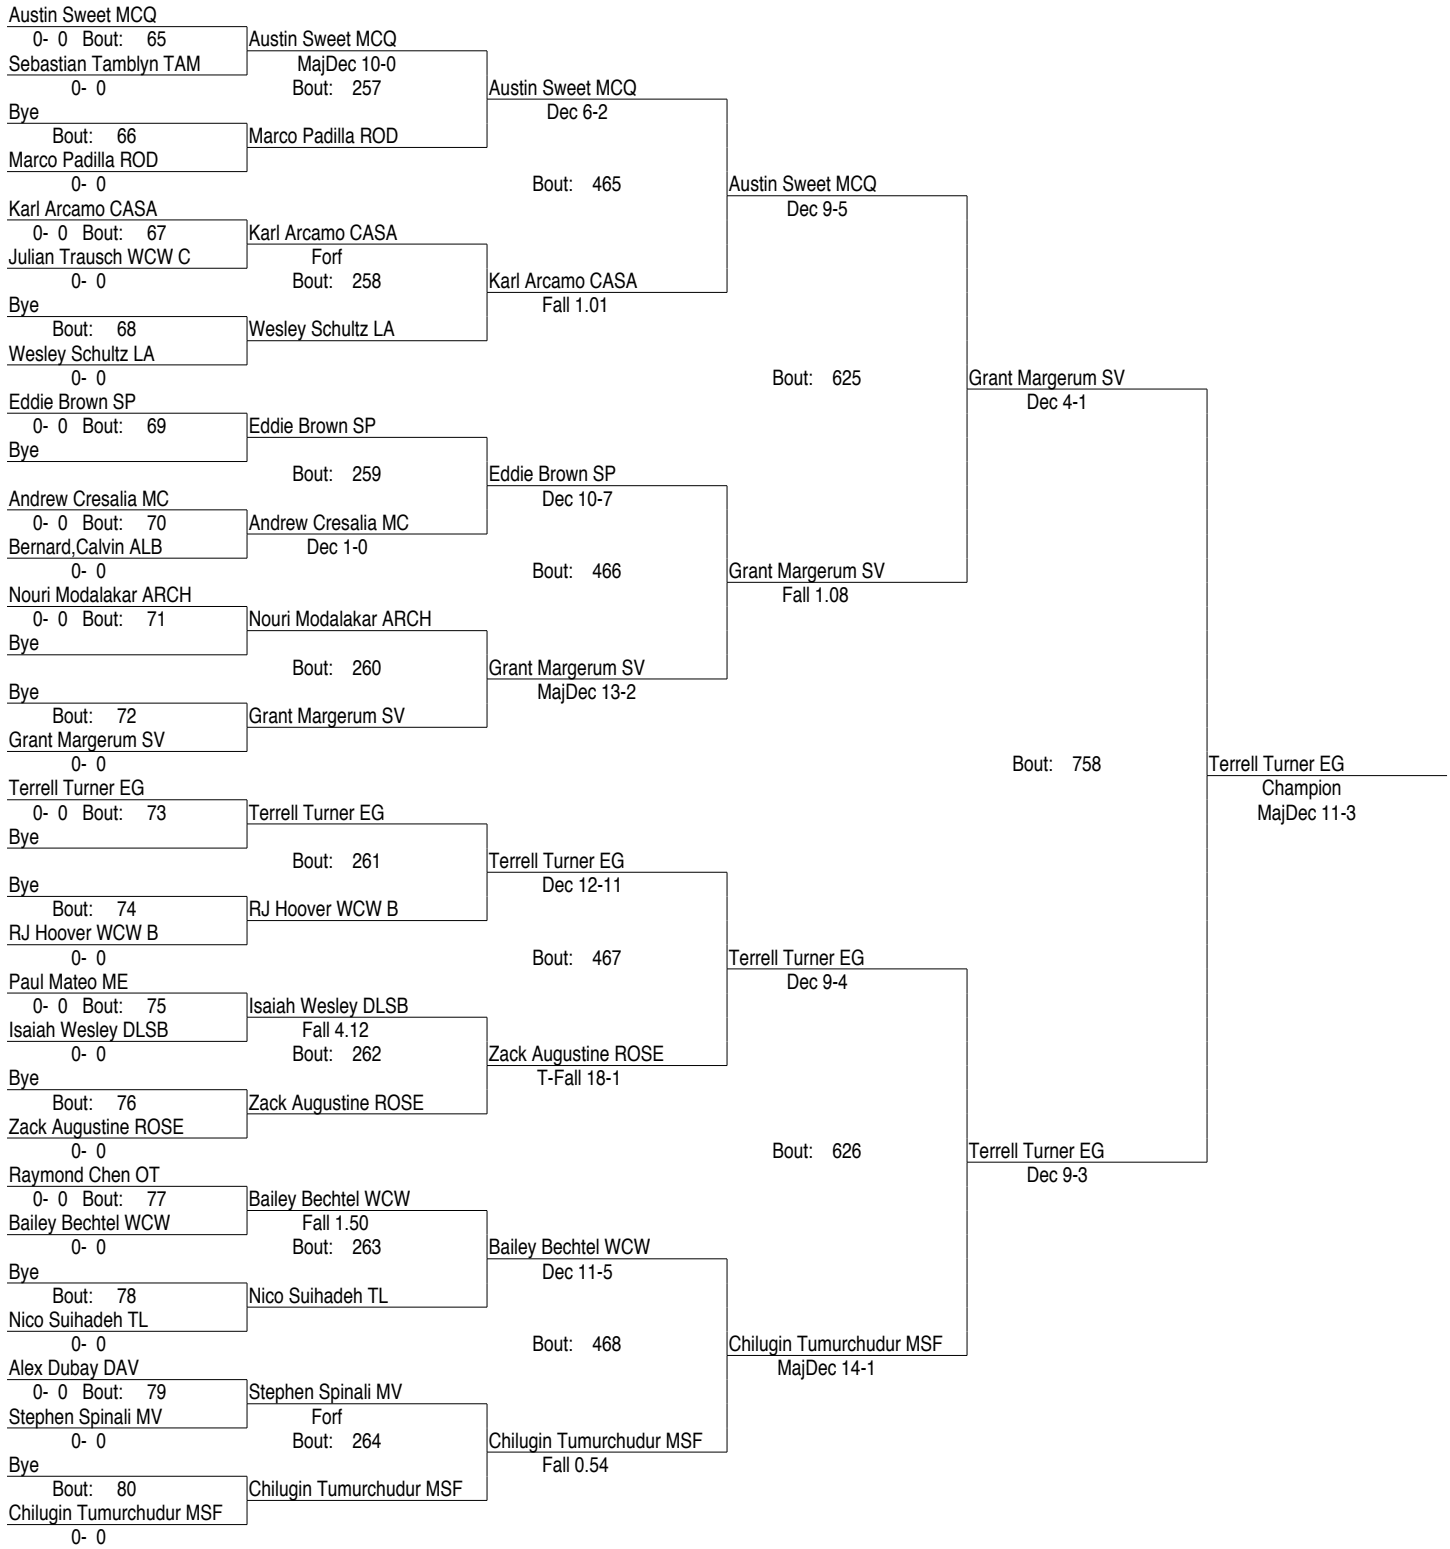 Austin Sweet MCQ
0- 0 Bout: 65 Austin Sweet MCQ
Sebastian Tamblyn TAM MajDec 10-0
0- 0 Bout: 257 Austin Sweet MCQ
Bye Dec 6-2
Bout: 66 Marco Padilla ROD
Marco Padilla ROD
0- 0 Bout: 465 Austin Sweet MCQ
Karl Arcamo CASA Dec 9-5
0- 0 Bout: 67 Karl Arcamo CASA
Julian Trausch WCW C Forf
0- 0 Bout: 258 Karl Arcamo CASA
Bye Fall 1.01
Bout: 68 Wesley Schultz LA
Wesley Schultz LA
0- 0 Bout: 625 Grant Margerum SV
Eddie Brown SP Dec 4-1
0- 0 Bout: 69 Eddie Brown SP
Bye
Bout: 259 Eddie Brown SP
Andrew Cresalia MC Dec 10-7
0- 0 Bout: 70 Andrew Cresalia MC
Bernard,Calvin ALB Dec 1-0
0- 0 Bout: 466 Grant Margerum SV
Nouri Modalakar ARCH Fall 1.08
0- 0 Bout: 71 Nouri Modalakar ARCH
Bye
Bout: 260 Grant Margerum SV
Bye MajDec 13-2
Bout: 72 Grant Margerum SV
Grant Margerum SV
0- 0 Bout: 758 Terrell Turner EG
Terrell Turner EG Champion
0- 0 Bout: 73 Terrell Turner EG MajDec 11-3
Bye
Bout: 261 Terrell Turner EG
Bye Dec 12-11
Bout: 74 RJ Hoover WCW B
RJ Hoover WCW B
0- 0 Bout: 467 Terrell Turner EG
Paul Mateo ME Dec 9-4
0- 0 Bout: 75 Isaiah Wesley DLSB
Isaiah Wesley DLSB Fall 4.12
0- 0 Bout: 262 Zack Augustine ROSE
Bye T-Fall 18-1
Bout: 76 Zack Augustine ROSE
Zack Augustine ROSE
0- 0 Bout: 626 Terrell Turner EG
Raymond Chen OT Dec 9-3
0- 0 Bout: 77 Bailey Bechtel WCW
Bailey Bechtel WCW Fall 1.50
0- 0 Bout: 263 Bailey Bechtel WCW
Bye Dec 11-5
Bout: 78 Nico Suihadeh TL
Nico Suihadeh TL
0- 0 Bout: 468 Chilugin Tumurchudur MSF
Alex Dubay DAV MajDec 14-1
0- 0 Bout: 79 Stephen Spinali MV
Stephen Spinali MV Forf
0- 0 Bout: 264 Chilugin Tumurchudur MSF
Bye Fall 0.54
Bout: 80 Chilugin Tumurchudur MSF
Chilugin Tumurchudur MSF
0- 0